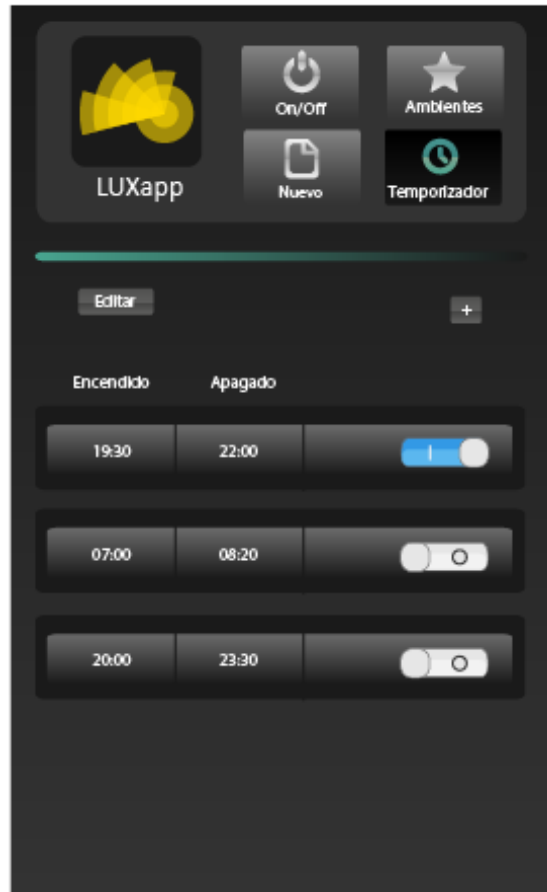 On/Off
Ambientes
LUXapp
Nuevo
Temporizador
Editar
+
Encendido
Apagado
19:30
22:00
07:00
08:20
20:00
23:30